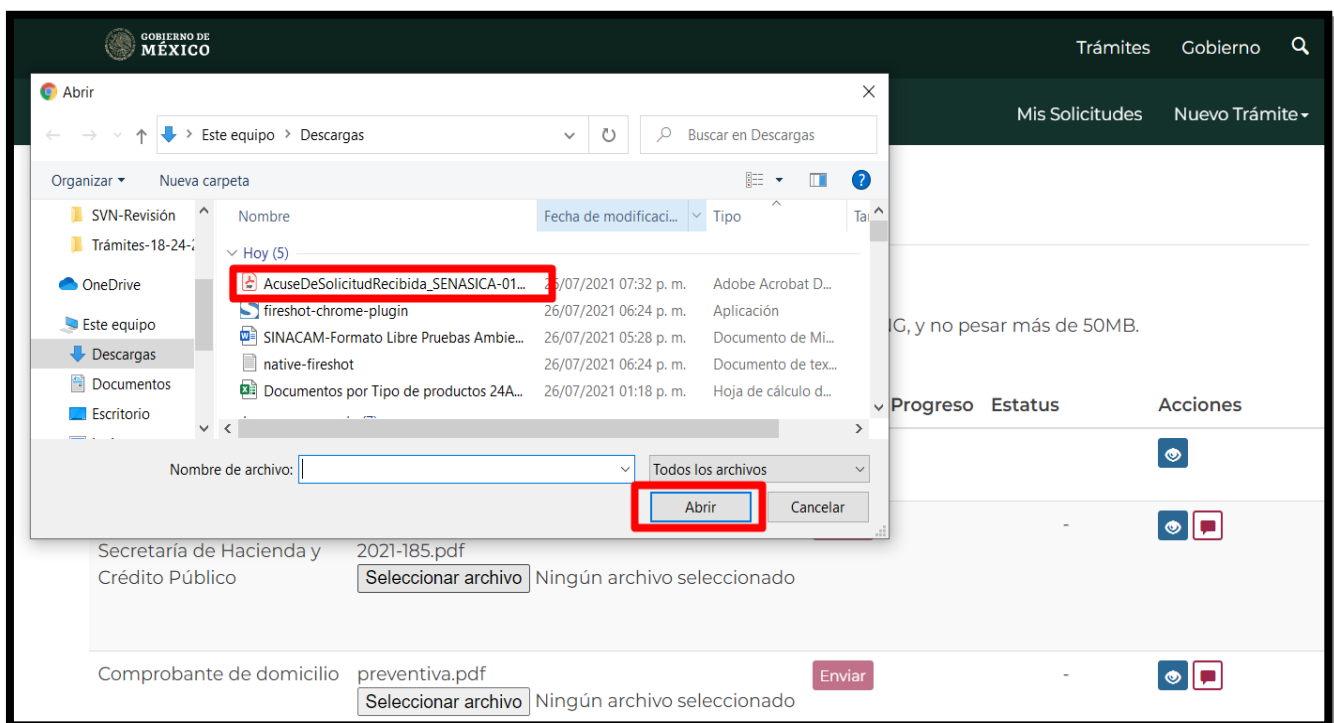 GOBIERNO DE
MÉXICO
Trámites Gobierno
Abrir
Mis Solicitudes Nuevo Trámite
Este equipo > Descargas
Buscar en Descargas
Organizar Nueva carpeta
SVN-Revisión
Trámites-18-24-
OneDrive
Este equipo
Descargas
Documentos
Escritorio
Nombre Fecha de modificaci... Tipo
Hoy (5)
AcuseDeSolicitudRecibida_SENASICA-01... /07/2021 07:32 p. m. Adobe Acrobat D...
fireshot-chrome-plugin 26/07/2021 06:24 p. m. Aplicación
SINACAM-Formato Libre Pruebas Ambie... 26/07/2021 05:28 p. m. Documento de Mi...
native-fireshot 26/07/2021 06:24 p. m. Documento de tex...
Documentos por Tipo de productos 24A... 26/07/2021 01:18 p. m. Hoja de cálculo d...
Nombre de archivo: Todos los archivos
Abrir Cancelar
y no pesar más de 50MB.
Progreso Estatus Acciones
Secretaría de Hacienda y
Crédito Público
2021-185.pdf
Seleccionar archivo Ningún archivo seleccionado
-
Comprobante de domicilio preventiva.pdf Enviar -
Seleccionar archivo Ningún archivo seleccionado